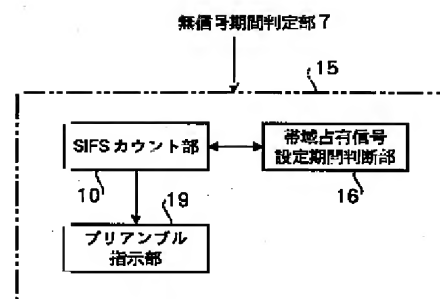 無信号期間判定部7
15
SIFSカウント部
帯域占有信号
設定期間判断部
10
19
16
プリアンブル
指示部